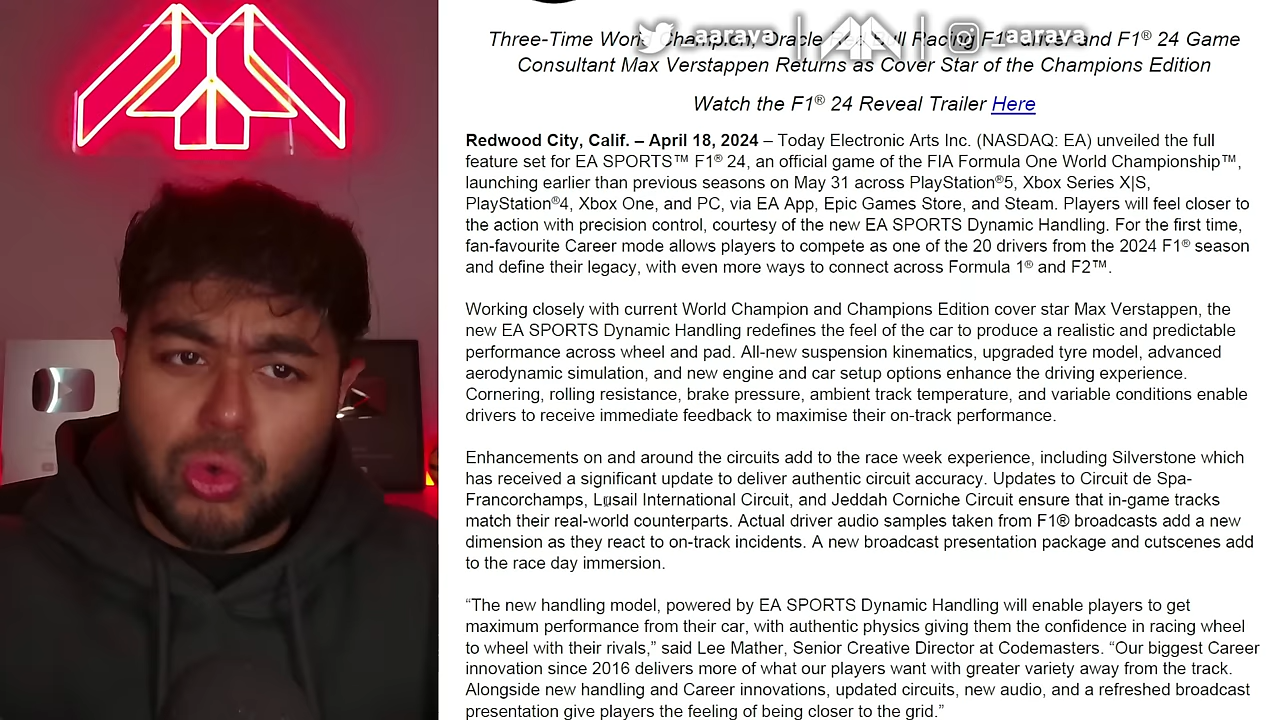 aarava
aarava
Three-Time World Champion, Oracle Red Bull Racing F1® driver and F1® 24 Game
Consultant Max Verstappen Returns as Cover Star of the Champions Edition
Watch the F1® 24 Reveal Trailer Here
Redwood City, Calif. – April 18, 2024 – Today Electronic Arts Inc. (NASDAQ: EA) unveiled the full
feature set for EA SPORTS™ F1® 24, an official game of the FIA Formula One World Championship™,
launching earlier than previous seasons on May 31 across PlayStation®5, Xbox Series X|S,
PlayStation®4, Xbox One, and PC, via EA App, Epic Games Store, and Steam. Players will feel closer to
the action with precision control, courtesy of the new EA SPORTS Dynamic Handling. For the first time,
fan-favourite Career mode allows players to compete as one of the 20 drivers from the 2024 F1® season
and define their legacy, with even more ways to connect across Formula 1® and F2™.
Working closely with current World Champion and Champions Edition cover star Max Verstappen, the
new EA SPORTS Dynamic Handling redefines the feel of the car to produce a realistic and predictable
performance across wheel and pad. All-new suspension kinematics, upgraded tyre model, advanced
aerodynamic simulation, and new engine and car setup options enhance the driving experience.
Cornering, rolling resistance, brake pressure, ambient track temperature, and variable conditions enable
drivers to receive immediate feedback to maximise their on-track performance.
Enhancements on and around the circuits add to the race week experience, including Silverstone which
has received a significant update to deliver authentic circuit accuracy. Updates to Circuit de Spa-
Francorchamps, Lusail International Circuit, and Jeddah Corniche Circuit ensure that in-game tracks
match their real-world counterparts. Actual driver audio samples taken from F1® broadcasts add a new
dimension as they react to on-track incidents. A new broadcast presentation package and cutscenes add
to the race day immersion.
“The new handling model, powered by EA SPORTS Dynamic Handling will enable players to get
maximum performance from their car, with authentic physics giving them the confidence in racing wheel
to wheel with their rivals,” said Lee Mather, Senior Creative Director at Codemasters. “Our biggest Career
innovation since 2016 delivers more of what our players want with greater variety away from the track.
Alongside new handling and Career innovations, updated circuits, new audio, and a refreshed broadcast
presentation give players the feeling of being closer to the grid.”